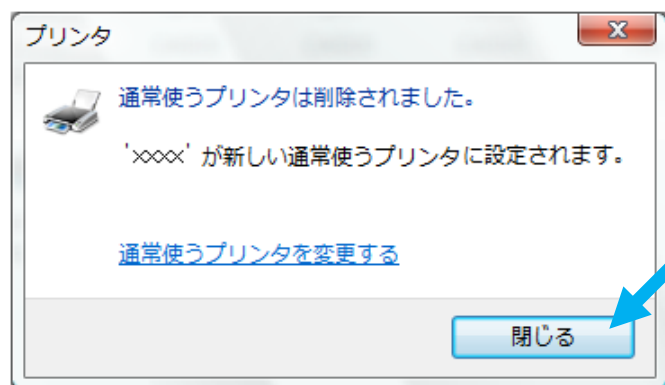 プリンタ
通常使うプリンタは削除されました。
'xxxx' が新しい通常使うプリンタに設定されます。
通常使うプリンタを変更する
閉じる